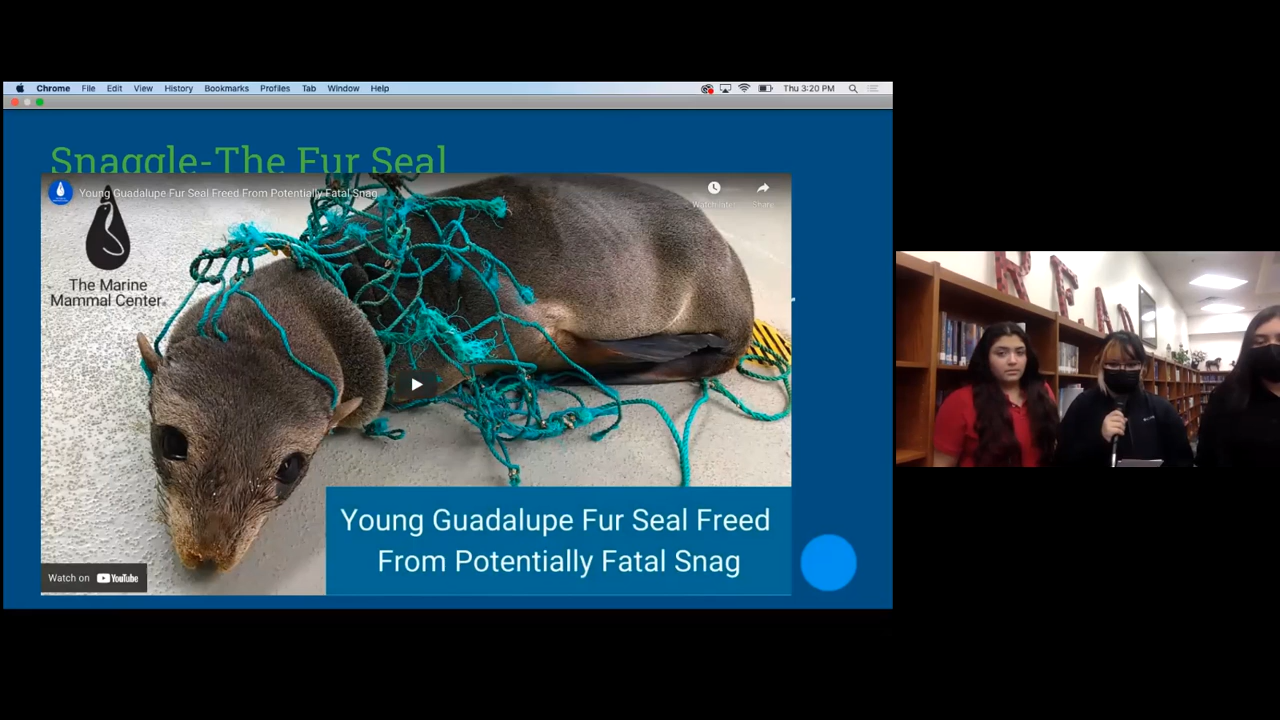 Chrome File Edit View History Bookmarks Profiles Tab Window Help
Thu 3:20 PM
Snaggle-The Fur Seal
Young Guadalupe Fur Seal Freed From Potentially Fatal Snag
Watch later
Share
The Marine
Mammal Center
Young Guadalupe Fur Seal Freed
From Potentially Fatal Snag
Watch on YouTube